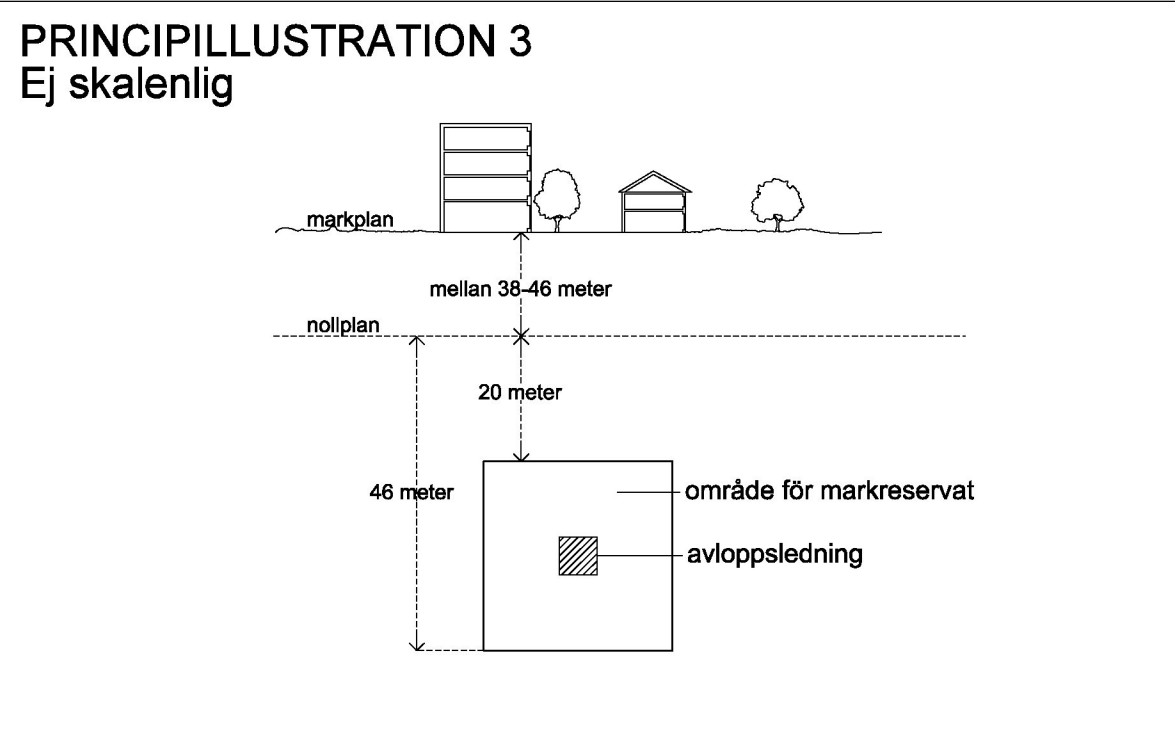 PRINCIPILLUSTRATION 3
Ej skalenlig
markplan
mellan 38-46 meter
nollplan
20 meter
46 meter
område för markreservat
avloppsledning